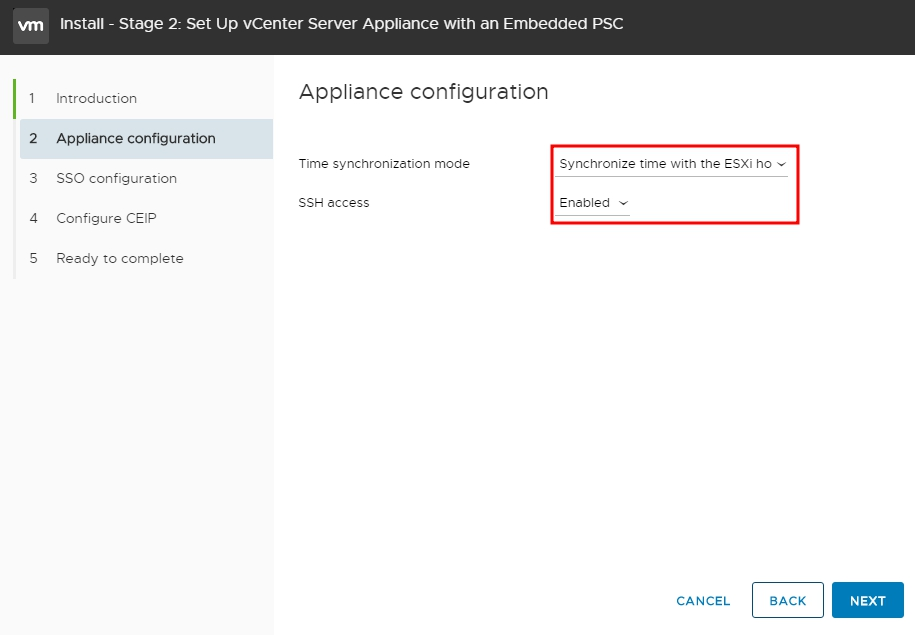 vm Install - Stage 2: Set Up vCenter Server Appliance with an Embedded PSC
1 Introduction
2 Appliance configuration
3 SSO configuration
4 Configure CEIP
5 Ready to complete
Appliance configuration
Time synchronization mode Synchronize time with the ESXi ho
SSH access Enabled
CANCEL BACK NEXT